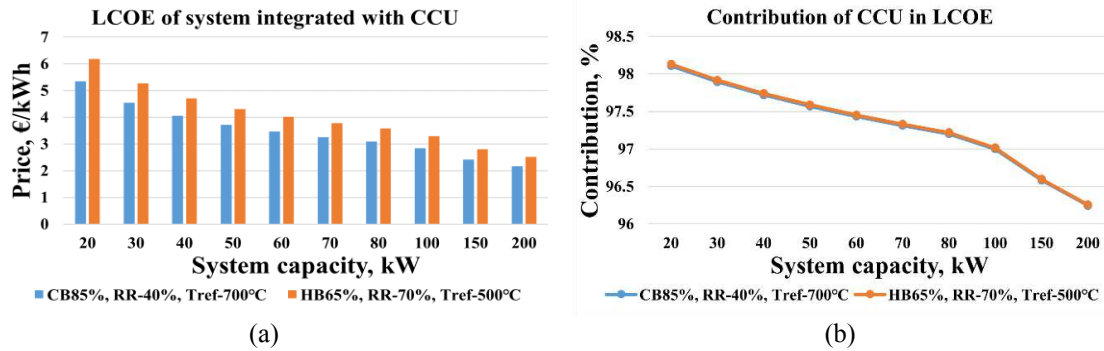 LCOE of system integrated with CCU
Price, €/kWh
7
6
5
4
3
2
1
0
20 30 40 50 60 70 80 100 150 200
System capacity, kW
CB85%, RR-40%, Tref-700°C HB65%, RR-70%, Tref-500°C
(a)
Contribution of CCU in LCOE
Contribution, %
98.5
98
97.5
97
96.5
96
20 30 40 50 60 70 80 100 150 200
System capacity, kW
CB85%, RR-40%, Tref-700°C HB65%, RR-70%, Tref-500°C
(b)